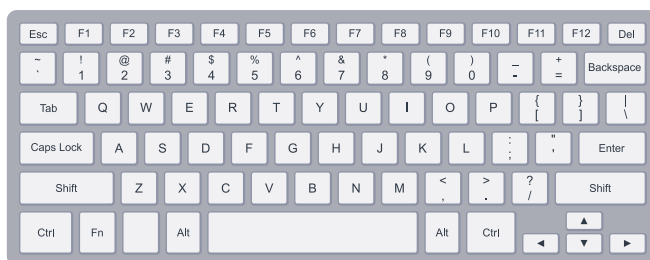 Esc F1 F2 F3 F4 F5 F6 F7 F8 F9 F10 F11 F12 Del
~ ! @ # $ % ^ & * ( ) _ +
` 1 2 3 4 5 6 7 8 9 0 - = Backspace
Tab Q W E R T Y U I O P { } |
[ ] \
Caps Lock A S D F G H J K L : " Enter
; '
Shift Z X C V B N M < > ? Shift
, . /
Ctrl Fn Alt Alt Ctrl ▲
◄ ▼ ►